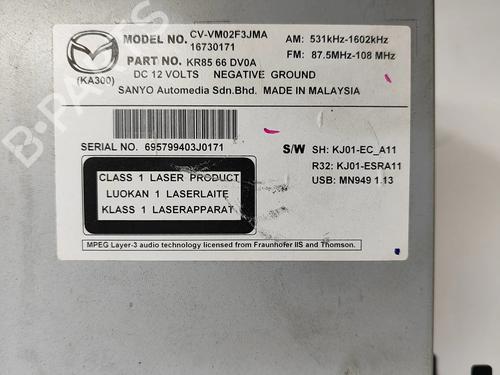 MODEL NO. CV-VM02F3JMA
16730171
AM: 531kHz-1602kHz
FM: 87.5MHz-108 MHz
PART NO. KR85 66 DV0A
(KA300)
DC 12 VOLTS NEGATIVE GROUND
SANYO Automedia Sdn.Bhd. MADE IN MALAYSIA
SERIAL NO. 695799403J0171
S/W SH: KJ01-EC_A11
R32: KJ01-ESRA11
USB: MN949 1.13
CLASS 1 LASER PRODUCT
LUOKAN 1 LASERLAITE
KLASS 1 LASERAPPARAT
MPEG Layer-3 audio technology licensed from Fraunhofer IIS and Thomson.
B-PARTS